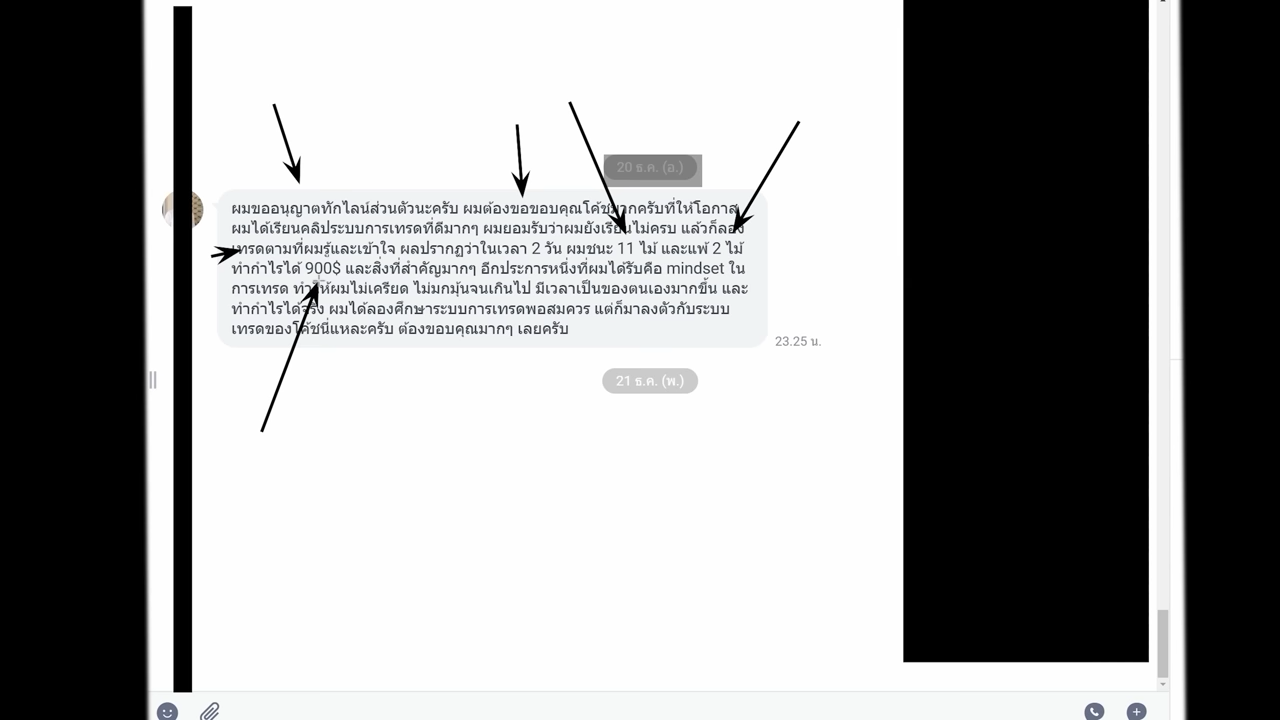 20 ธ.ค. (อ.)
ผมขออนุญาตทักไลน์ส่วนตัวนะครับ ผมต้องขอขอบคุณโค้ชมากครับที่ให้โอกาส
ผมได้เรียนคลิประบบการเทรดที่ดีมากๆ ผมยอมรับว่าผมยังเรียนไม่ครบ แล้วก็ลอง
เทรดตามที่ผมรู้และเข้าใจ ผลปรากฏว่าในเวลา 2 วัน ผมชนะ 11 ไม้ และแพ้ 2 ไม้
ทำกำไรได้ 900$ และสิ่งที่สำคัญมากๆ อีกประการหนึ่งที่ผมได้รับคือ mindset ใน
การเทรด ทำให้ผมไม่เครียด ไม่มกมุ้นจนเกินไป มีเวลาเป็นของตนเองมากขึ้น และ
ทำกำไรได้จริง ผมได้ลองศึกษาระบบการเทรดพอสมควร แต่ก็มาลงตัวกับระบบ
เทรดของโค้ชนี่แหละครับ ต้องขอบคุณมากๆ เลยครับ
23.25 น.
21 ธ.ค. (พ.)